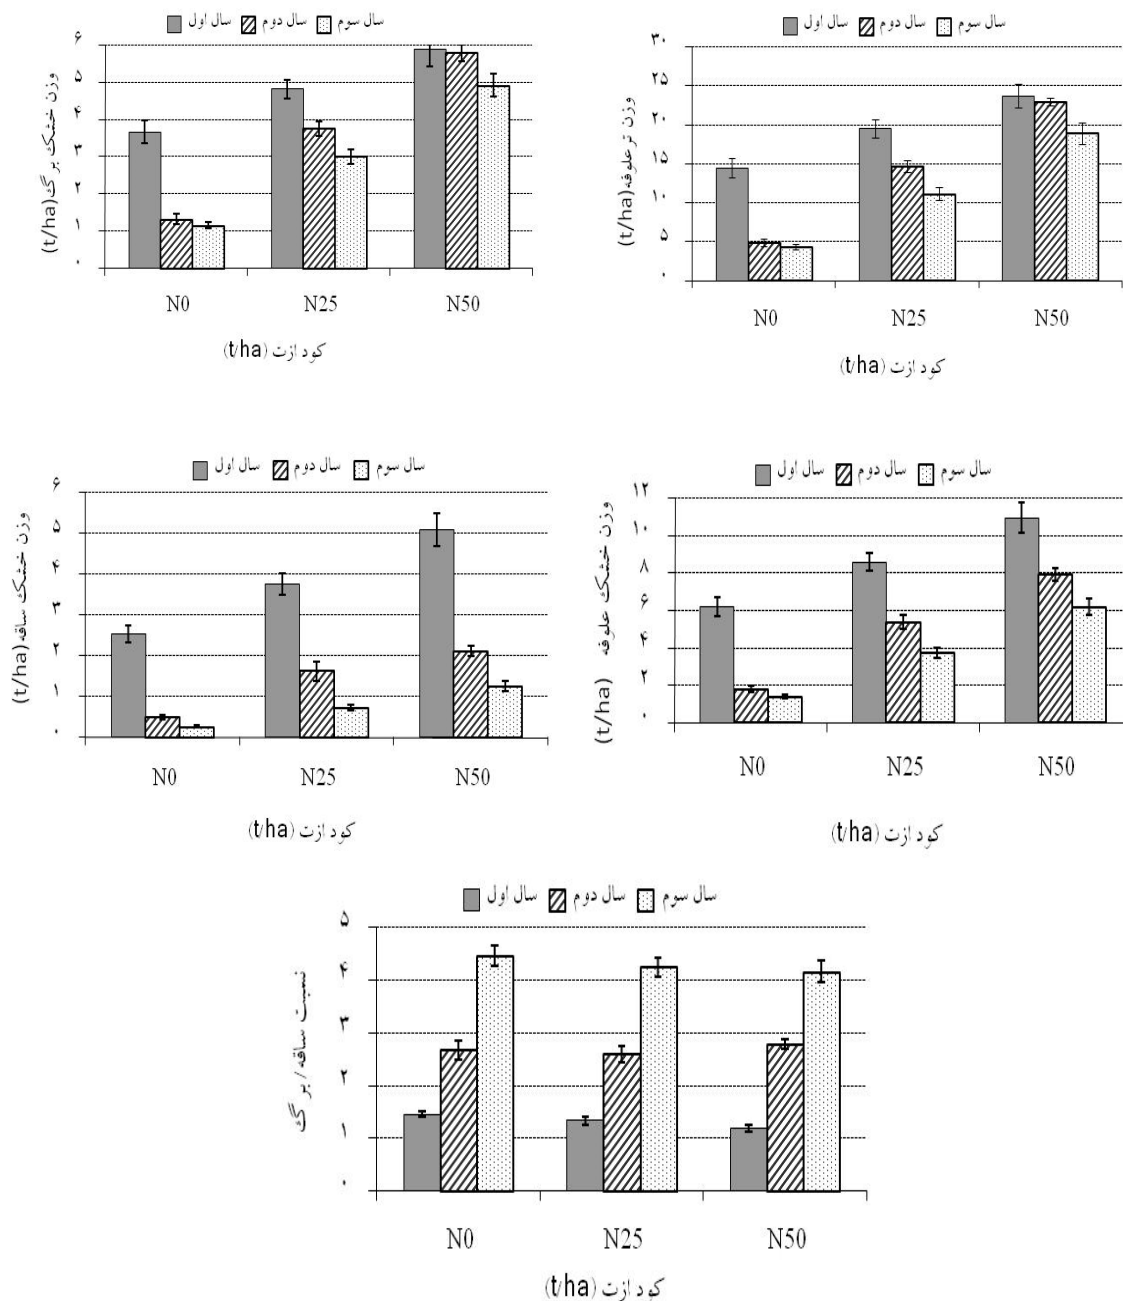 سال اول سال دوم سال سوم
وزن خشک برگ (t/ha)
۶
۵
۴
۳
۲
۱
۰
N0 N25 N50
کود ازت (t/ha)
سال اول سال دوم سال سوم
وزن تر علوفه (t/ha)
۳۰
۲۵
۲۰
۱۵
۱۰
۵
۰
N0 N25 N50
کود ازت (t/ha)
سال اول سال دوم سال سوم
وزن خشک ساقه (t/ha)
۶
۵
۴
۳
۲
۱
۰
N0 N25 N50
کود ازت (t/ha)
سال اول سال دوم سال سوم
وزن خشک علوفه (t/ha)
۱۲
۱۰
۸
۶
۴
۲
۰
N0 N25 N50
کود ازت (t/ha)
سال اول سال دوم سال سوم
نسبت ساقه / برگ
۵
۴
۳
۲
۱
۰
N0 N25 N50
کود ازت (t/ha)